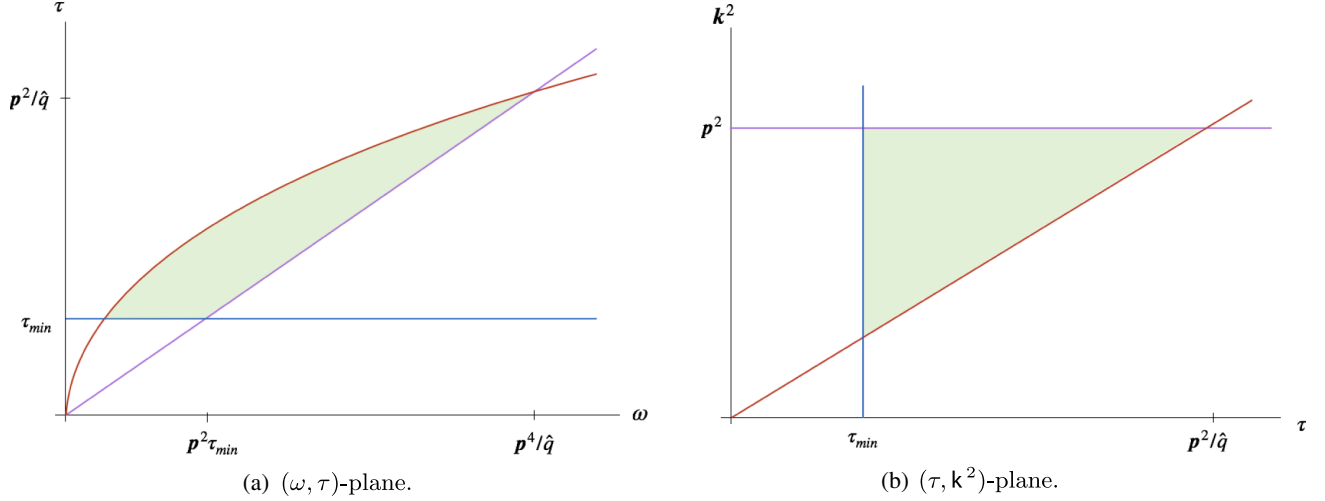 τ
p²/q̂
τ_min
ω
p²τ_min
p⁴/q̂
(a) (ω, τ)-plane.
k²
p²
τ_min
p²/q̂
τ
(b) (τ, k²)-plane.